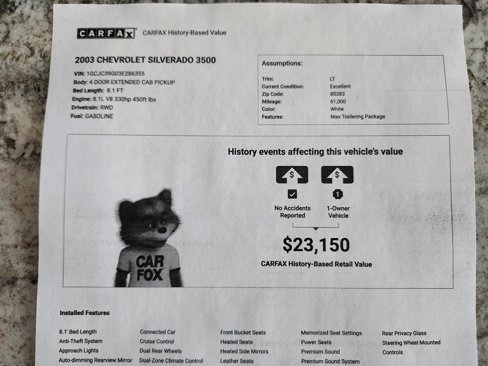 CARFAX CARFAX History-Based Value
2003 CHEVROLET SILVERADO 3500
VIN: 1GCJC39G03E286355
Body: 4 DOOR EXTENDED CAB PICKUP
Bed Length: 8.1 FT
Engine: 8.1L V8 330hp 450ft lbs
Drivetrain: RWD
Fuel: GASOLINE
Assumptions:
Trim: LT
Current Condition: Excellent
Zip Code: 85383
Mileage: 61,000
Color: White
Features: Max Trailering Package
History events affecting this vehicle's value
$ $
1
No Accidents Reported
1-Owner Vehicle
$23,150
CARFAX History-Based Retail Value
CAR
FOX
Installed Features
8.1' Bed Length Connected Car Front Bucket Seats Memorized Seat Settings Rear Privacy Glass
Anti-Theft System Cruise Control Heated Seats Power Seats Steering Wheel Mounted
Approach Lights Dual Rear Wheels Heated Side Mirrors Premium Sound Controls
Auto-dimming Rearview Mirror Dual-Zone Climate Control Leather Seats Premium Sound System